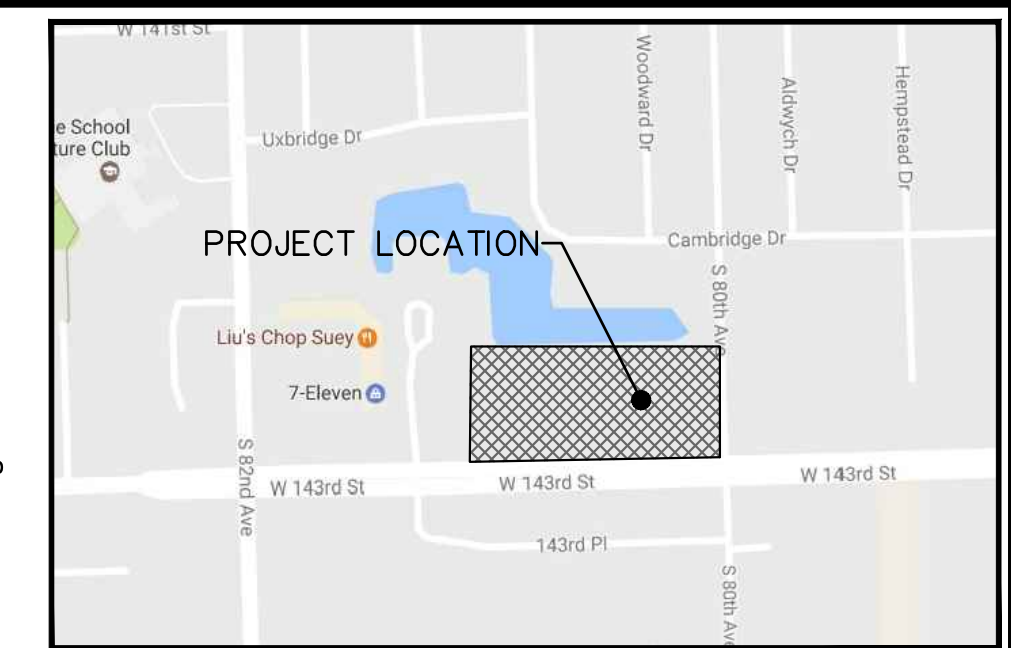 W 141st St
Woodward Dr
Aldwych Dr
Hempstead Dr
e School
ture Club
Uxbridge Dr
PROJECT LOCATION
Cambridge Dr
S 80th Ave
Liu's Chop Suey
7-Eleven
S 82nd Ave
W 143rd St
W 143rd St
W 143rd St
143rd Pl
S 80th Ave